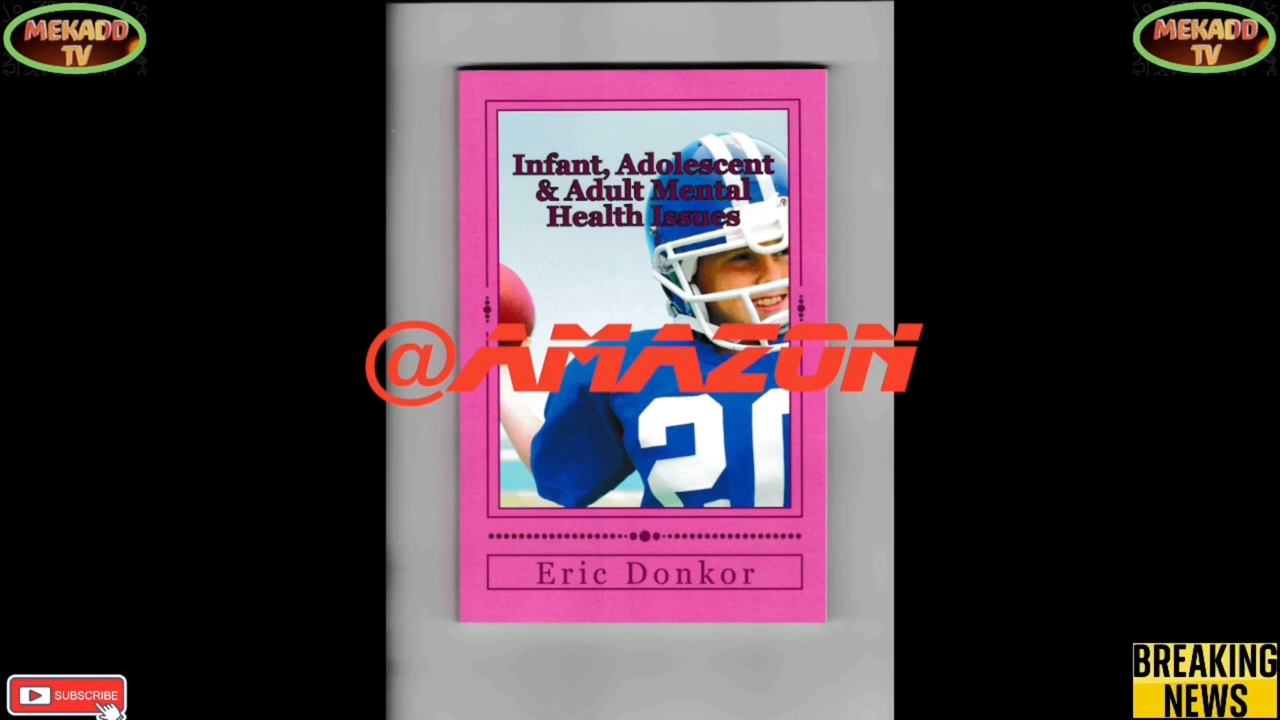 MEKADD
TV
MEKADD
TV
Infant, Adolescent
& Adult Mental
Health Issues
@AMAZON
20
Eric Donkor
SUBSCRIBE
BREAKING
NEWS